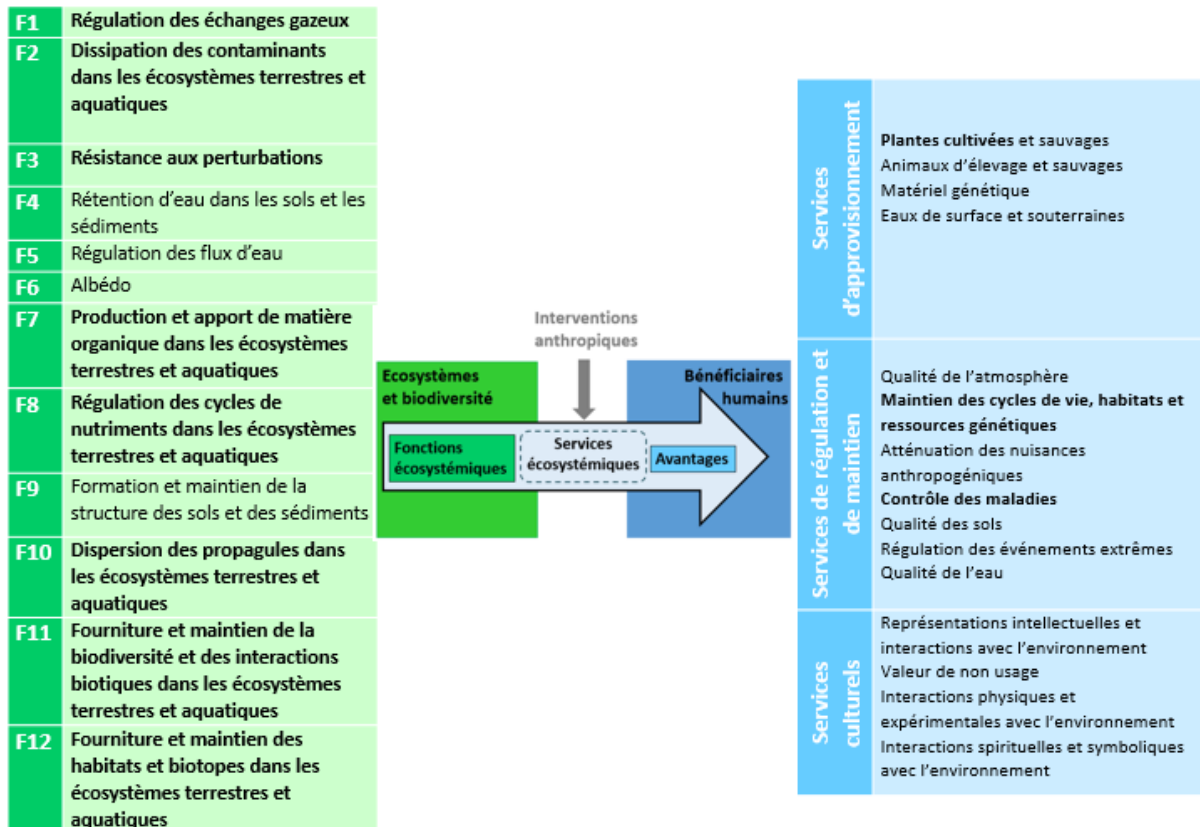 F1 Régulation des échanges gazeux
F2 Dissipation des contaminants
dans les écosystèmes terrestres et
aquatiques
F3 Résistance aux perturbations
F4 Rétention d'eau dans les sols et les
sédiments
F5 Régulation des flux d'eau
F6 Albédo
F7 Production et apport de matière
organique dans les écosystèmes
terrestres et aquatiques
F8 Régulation des cycles de
nutriments dans les écosystèmes
terrestres et aquatiques
F9 Formation et maintien de la
structure des sols et des sédiments
F10 Dispersion des propagules dans
les écosystèmes terrestres et
aquatiques
F11 Fourniture et maintien de la
biodiversité et des interactions
biotiques dans les écosystèmes
terrestres et aquatiques
F12 Fourniture et maintien des
habitats et biotopes dans les
écosystèmes terrestres et
aquatiques
Interventions
anthropiques
Ecosystèmes
et biodiversité
Bénéficiaires
humains
Fonctions
écosystémiques
Services
écosystémiques
Avantages
Services
d'approvisionnement
Plantes cultivées et sauvages
Animaux d'élevage et sauvages
Matériel génétique
Eaux de surface et souterraines
Services de régulation et
de maintien
Qualité de l'atmosphère
Maintien des cycles de vie, habitats et
ressources génétiques
Atténuation des nuisances
anthropogéniques
Contrôle des maladies
Qualité des sols
Régulation des événements extrêmes
Qualité de l'eau
Services
culturels
Représentations intellectuelles et
interactions avec l'environnement
Valeur de non usage
Interactions physiques et
expérimentales avec l'environnement
Interactions spirituelles et symboliques
avec l'environnement